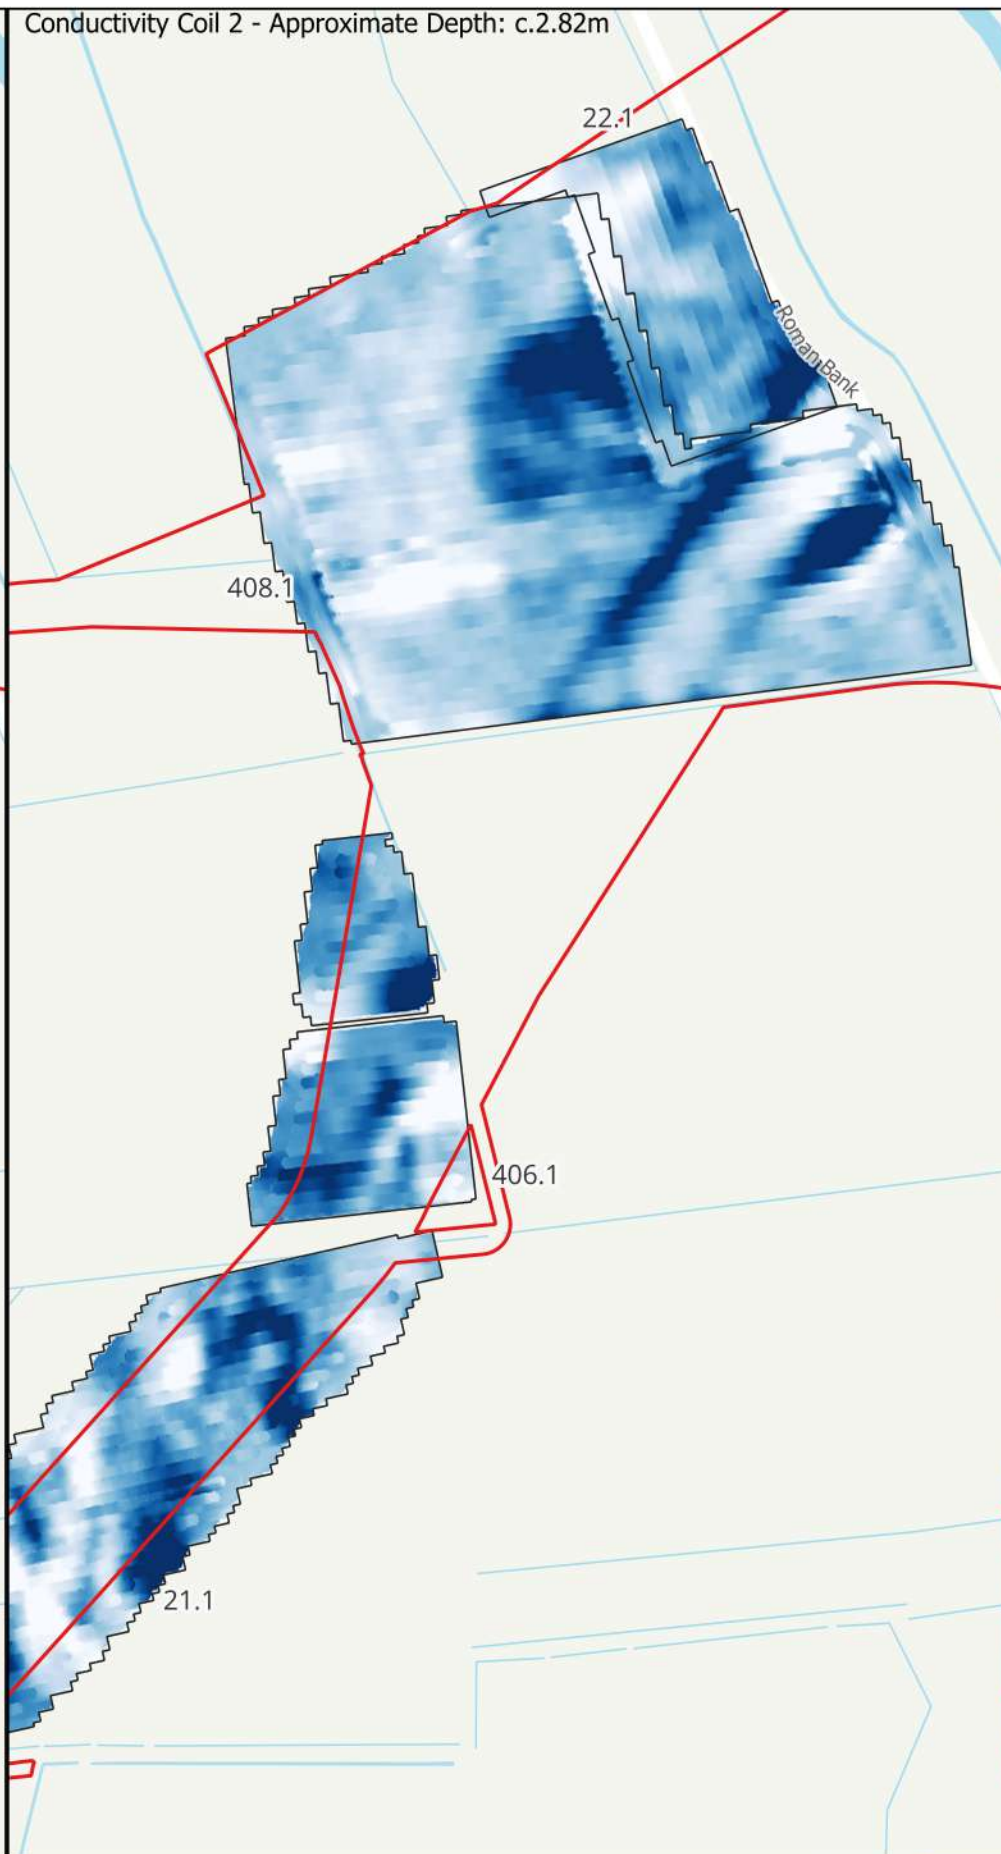 Conductivity Coil 2 - Approximate Depth: c.2.82m
22.1
Roman Bank
408.1
406.1
21.1